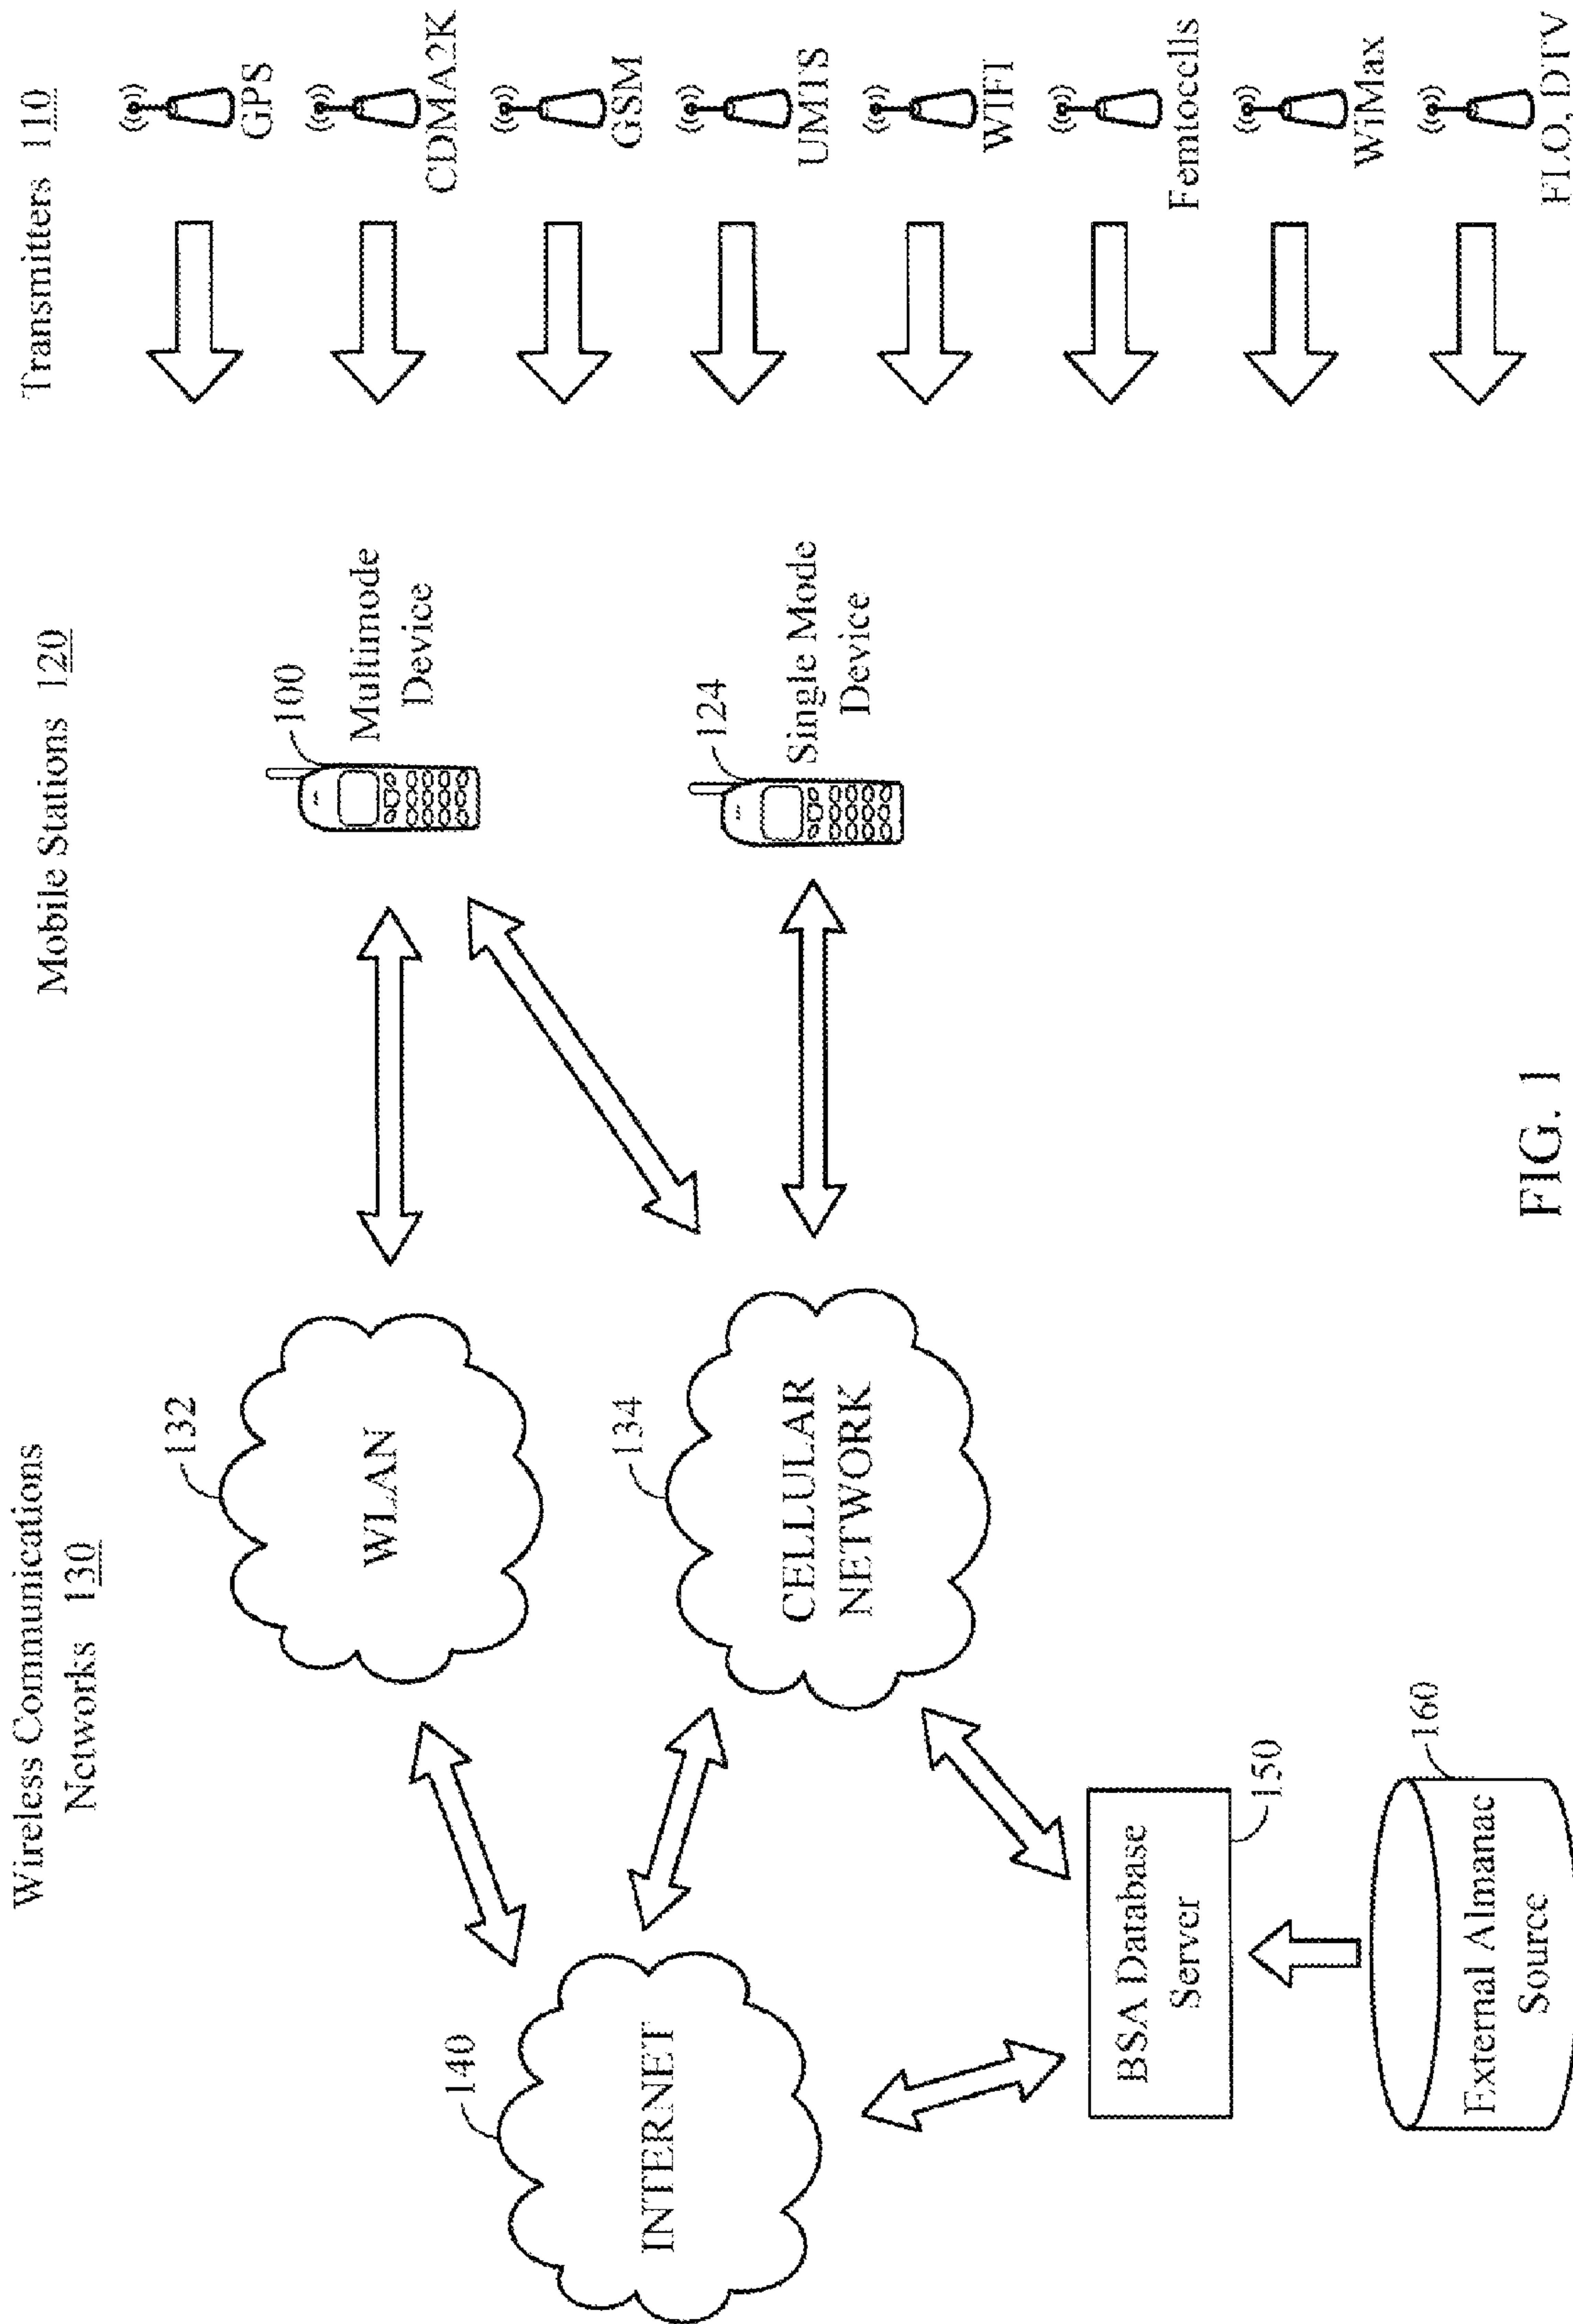 Wireless Communications
Networks 130
Mobile Stations 120
Transmitters 110
132
WLAN
134
CELLULAR
NETWORK
140
INTERNET
BSA Database
Server
150
160
External Almanac
Source
100
Multimode
Device
124
Single Mode
Device
GPS
CDMA2K
GSM
UMTS
WIFI
Femtocells
WiMax
FLO, DTV
FIG. 1